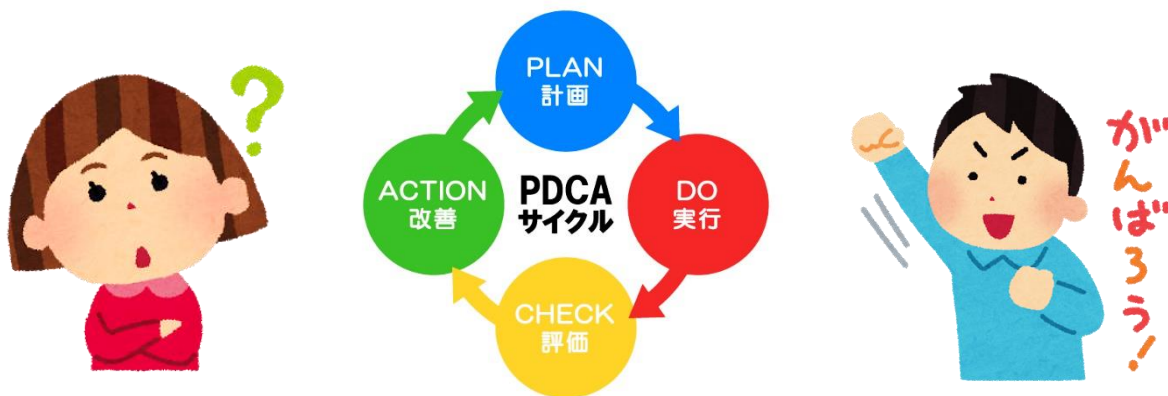 ?
PLAN
計画
ACTION
改善
PDCA
サイクル
DO
実行
CHECK
評価
がんばろう!